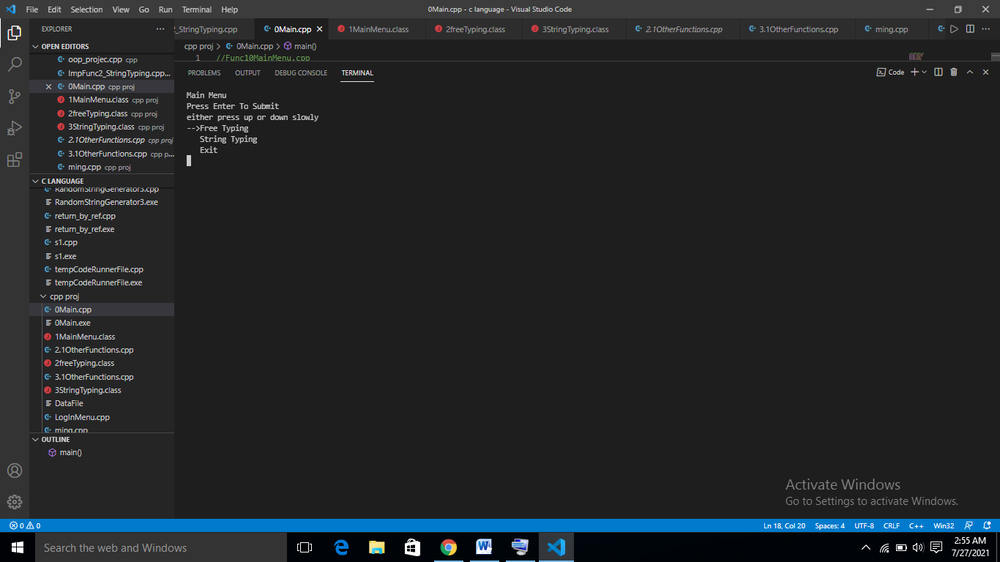 File Edit Selection View Go Run Terminal Help
0Main.cpp - c language - Visual Studio Code
EXPLORER
_StringTyping.cpp
0Main.cpp
1MainMenu.class
2freeTyping.class
3StringTyping.class
2.1OtherFunctions.cpp
3.1OtherFunctions.cpp
ming.cpp
OPEN EDITORS
oop_projec.cpp cpp
ImpFunc2_StringTyping.cpp...
0Main.cpp cpp proj
1MainMenu.class cpp proj
2freeTyping.class cpp proj
3StringTyping.class cpp proj
2.1OtherFunctions.cpp cpp proj
3.1OtherFunctions.cpp cpp p...
ming.cpp cpp proj
C LANGUAGE
RandomStringGenerator3.cpp
RandomStringGenerator3.exe
return_by_ref.cpp
return_by_ref.exe
s1.cpp
s1.exe
tempCodeRunnerFile.cpp
tempCodeRunnerFile.exe
cpp proj
0Main.cpp
0Main.exe
1MainMenu.class
2.1OtherFunctions.cpp
2freeTyping.class
3.1OtherFunctions.cpp
3StringTyping.class
DataFile
LogInMenu.cpp
ming.cpp
OUTLINE
main()
cpp proj > 0Main.cpp > main()
1 //Func10MainMenu.cpp
PROBLEMS OUTPUT DEBUG CONSOLE TERMINAL
Code
Main Menu
Press Enter To Submit
either press up or down slowly
-->Free Typing
String Typing
Exit
Activate Windows
Go to Settings to activate Windows.
0 0
Ln 18, Col 20 Spaces: 4 UTF-8 CRLF C++ Win32
Search the web and Windows
2:55 AM
7/27/2021